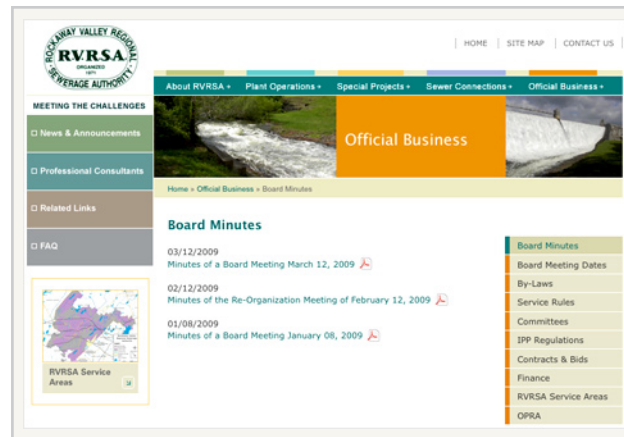 ROCKAWAY VALLEY REGIONAL
RVRSA
ORGANIZED
1971
SEWERAGE AUTHORITY
HOME | SITE MAP | CONTACT US |
About RVRSA + Plant Operations + Special Projects + Sewer Connections + Official Business +
MEETING THE CHALLENGES
News & Announcements
Professional Consultants
Related Links
FAQ
Official Business
Home » Official Business » Board Minutes
Board Minutes
03/12/2009
Minutes of a Board Meeting March 12, 2009
02/12/2009
Minutes of the Re-Organization Meeting of February 12, 2009
01/08/2009
Minutes of a Board Meeting January 08, 2009
Board Minutes
Board Meeting Dates
By-Laws
Service Rules
Committees
IPP Regulations
Contracts & Bids
Finance
RVRSA Service Areas
OPRA
RVRSA Service
Areas